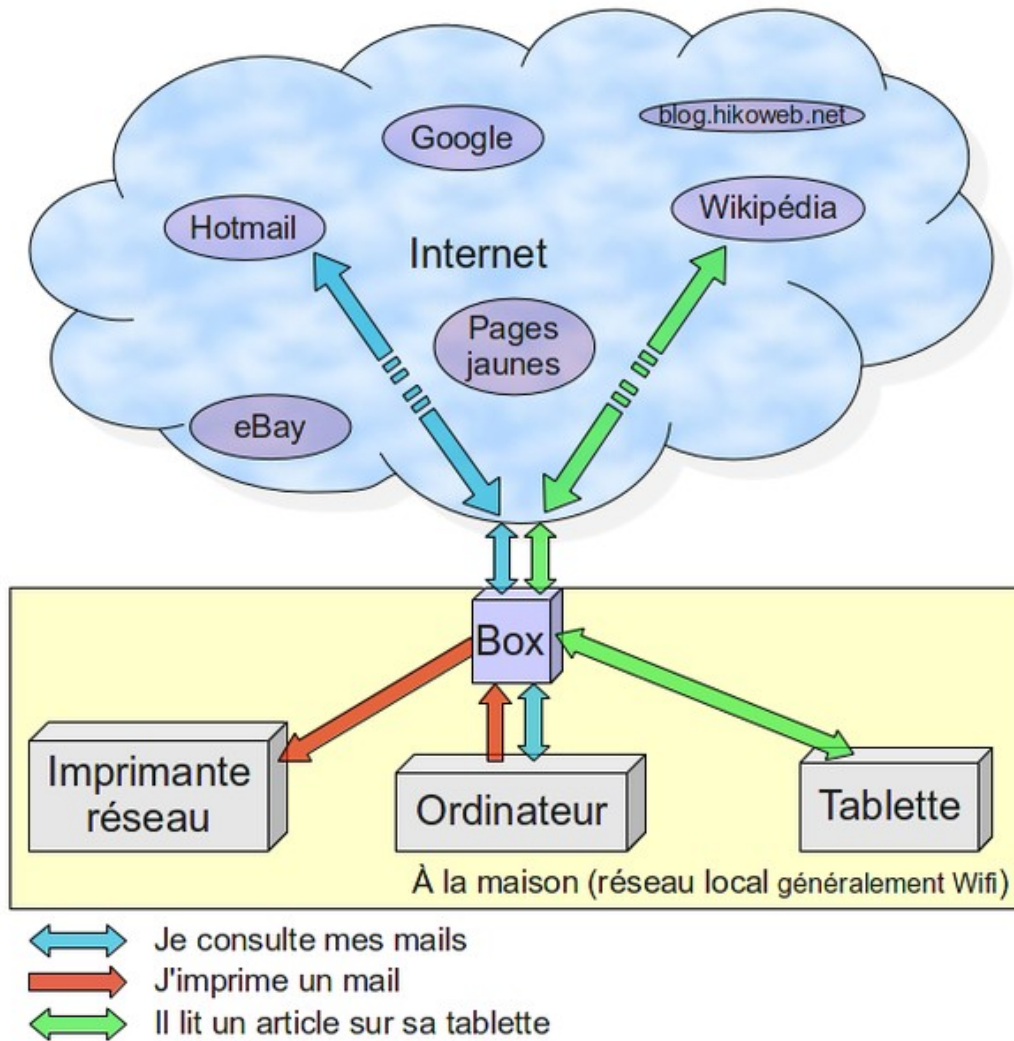 Google
blog.hikoweb.net
Hotmail
Wikipédia
Internet
Pages
jaunes
eBay
Box
Imprimante
réseau
Ordinateur
Tablette
À la maison (réseau local généralement Wifi)
Je consulte mes mails
J'imprime un mail
Il lit un article sur sa tablette